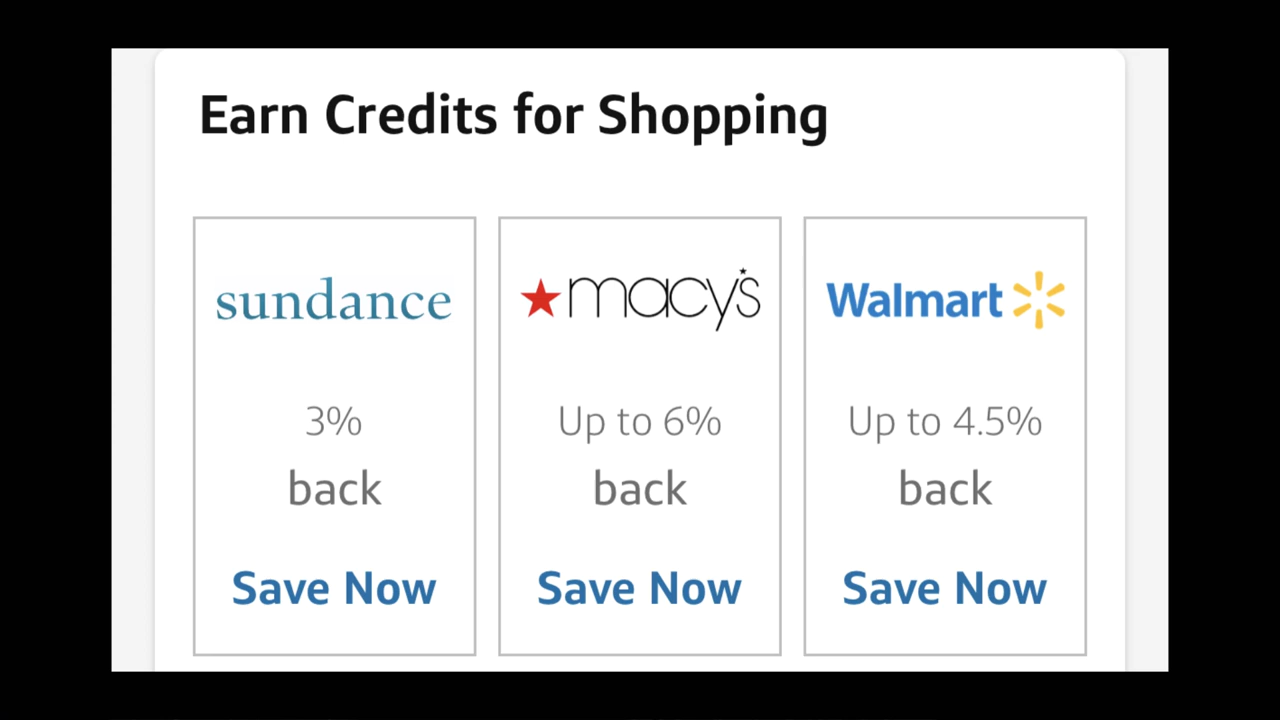 Earn Credits for Shopping
sundance
macy's
Walmart
3%
back
Up to 6%
back
Up to 4.5%
back
Save Now
Save Now
Save Now